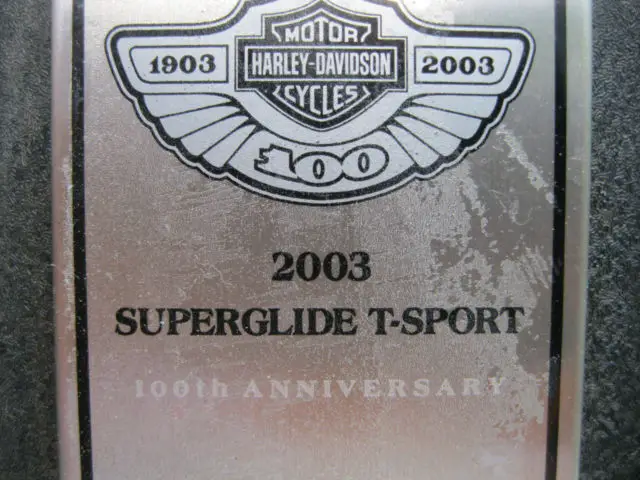 MOTOR
1903 HARLEY-DAVIDSON 2003
CYCLES
100
2003
SUPERGLIDE T-SPORT
100th ANNIVERSARY